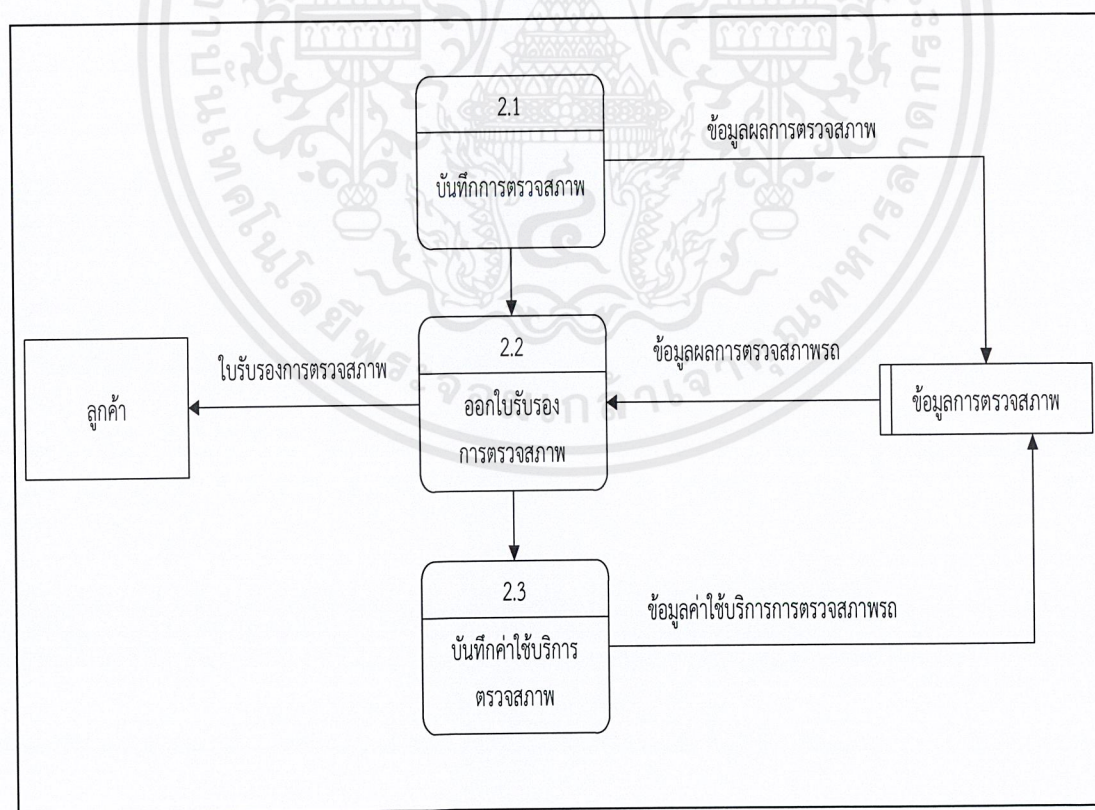 2.1
ข้อมูลผลการตรวจสภาพ
บันทึกการตรวจสภาพ
2.2
ข้อมูลผลการตรวจสภาพรถ
ใบรับรองการตรวจสภาพ
ลูกค้า
ออกใบรับรอง
การตรวจสภาพ
ข้อมูลการตรวจสภาพ
2.3
ข้อมูลค่าใช้บริการการตรวจสภาพรถ
บันทึกค่าใช้บริการ
ตรวจสภาพ